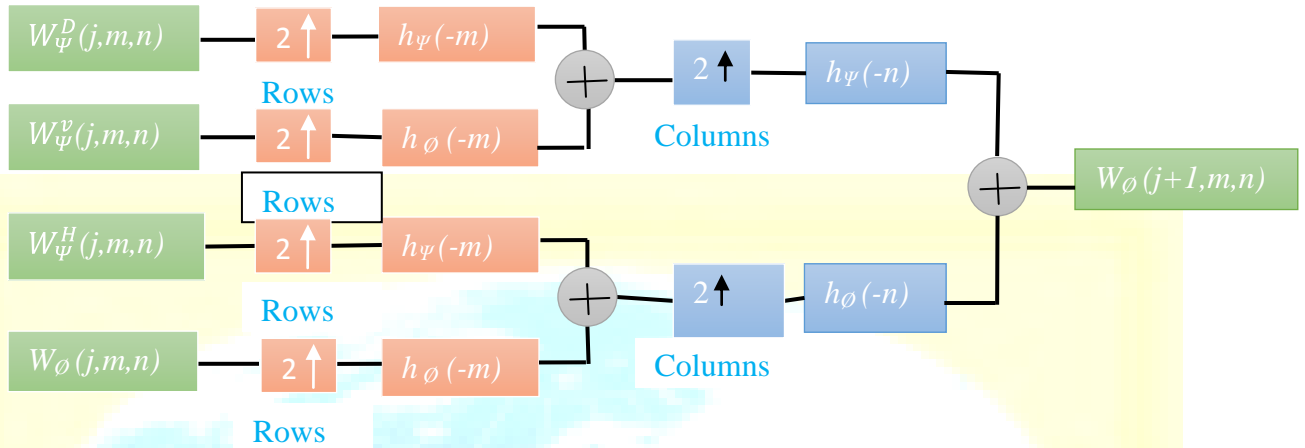 W_Ψ^D(j,m,n) 2↑ h_Ψ(-m)
Rows
2↑ h_Ψ(-n)
Columns
W_Ψ^v(j,m,n) 2↑ h_Ø(-m)
Rows
W_Ø(j+1,m,n)
W_Ψ^H(j,m,n) 2↑ h_Ψ(-m)
Rows
2↑ h_Ø(-n)
Columns
W_Ø(j,m,n) 2↑ h_Ø(-m)
Rows